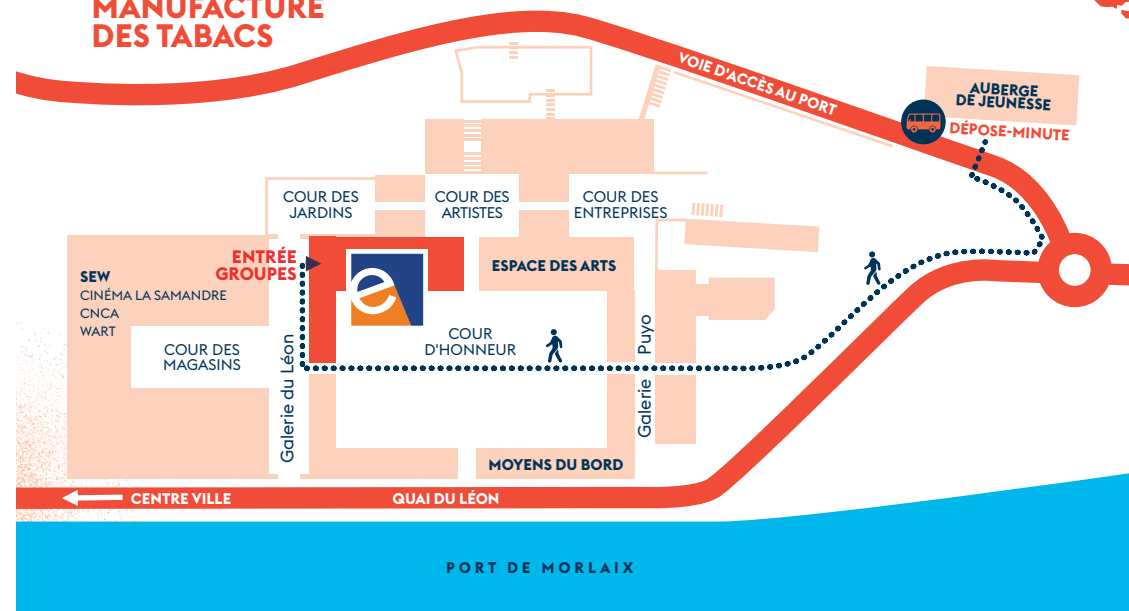 MANUFACTURE
DES TABACS
VOIE D'ACCÈS AU PORT
AUBERGE
DE JEUNESSE
DÉPOSE-MINUTE
COUR DES
JARDINS
COUR DES
ARTISTES
COUR DES
ENTREPRISES
ENTRÉE
GROUPES
e
ESPACE DES ARTS
SEW
CINÉMA LA SAMANDRE
CNCA
WART
COUR DES
MAGASINS
Galerie du Léon
COUR
D'HONNEUR
Galerie Puyo
MOYENS DU BORD
CENTRE VILLE
QUAI DU LÉON
PORT DE MORLAIX